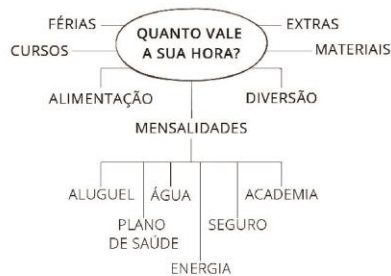 FÉRIAS
EXTRAS
QUANTO VALE
A SUA HORA?
CURSOS
MATERIAIS
ALIMENTAÇÃO
DIVERSÃO
MENSALIDADES
ALUGUEL
ÁGUA
ACADEMIA
PLANO
DE SAÚDE
SEGURO
ENERGIA